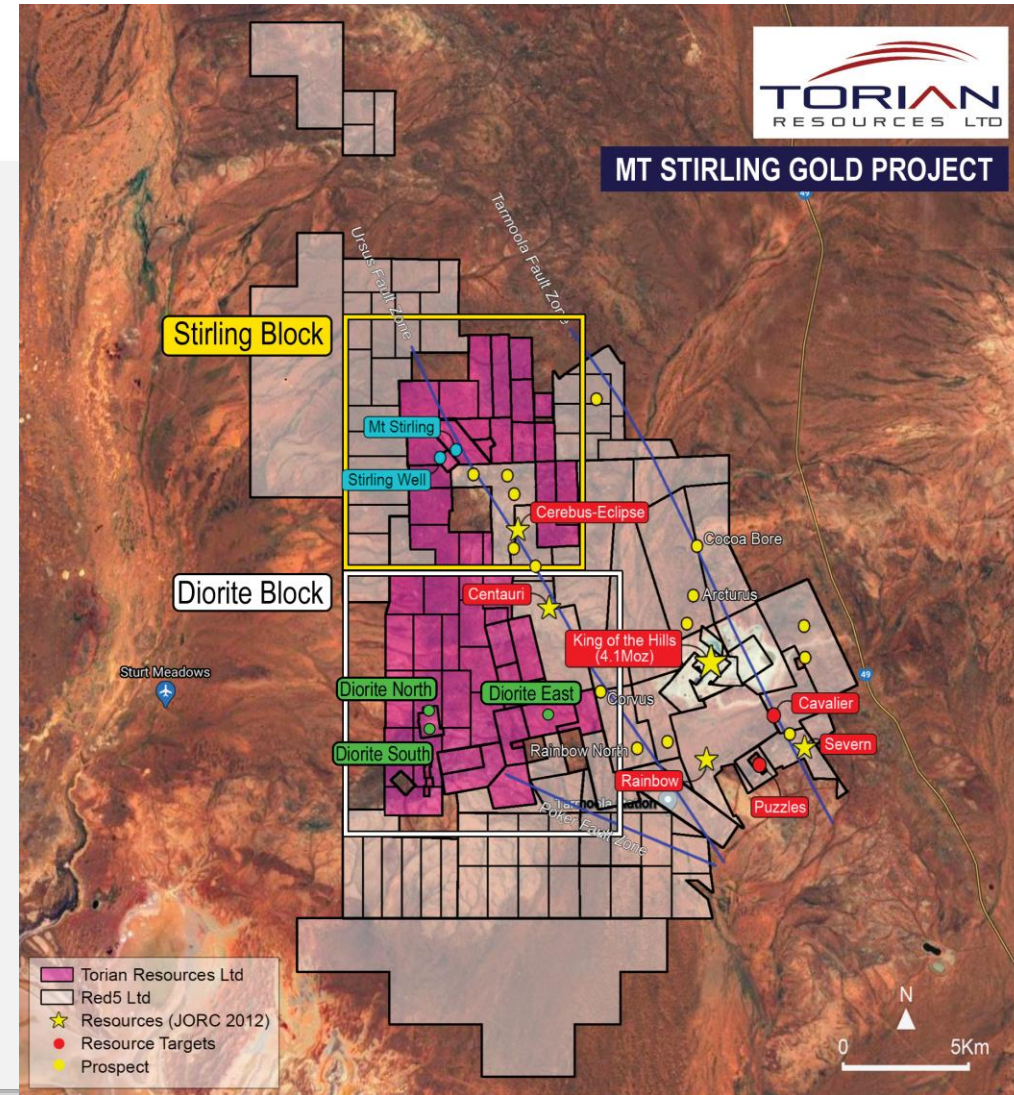 TORIAN
RESOURCES LTD
MT STIRLING GOLD PROJECT
49
Ursus Fault Zone
Tarmoola Fault Zone
Stirling Block
Mt Stirling
Stirling Well
Cerebus-Eclipse
Cocoa Bore
Diorite Block
Centauri
Arcturus
King of the Hills
(4.1Moz)
Sturt Meadows
49
Diorite North
Diorite East
Corvus
Cavalier
Diorite South
Rainbow North
Severn
Rainbow
Tarmoola Station
Puzzles
Poker Fault Zone
Torian Resources Ltd
Red5 Ltd
Resources (JORC 2012)
Resource Targets
Prospect
N
0 5Km